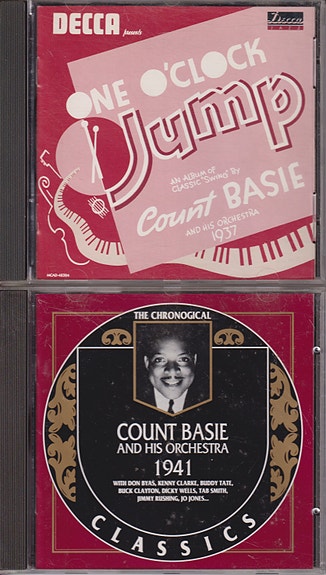 DECCA presents
Decca
JAZZ
ONE O'CLOCK
Jump
AN ALBUM OF
CLASSIC "Swing" BY
Count BASIE
AND HIS ORCHESTRA
1937
THE CHRONOGICAL
COUNT BASIE
AND HIS ORCHESTRA
1941
WITH DON BYAS, KENNY CLARKE, BUDDY TATE,
BUCK CLAYTON, DICKY WELLS, TAB SMITH,
JIMMY RUSHING, JO JONES...
CLASSICS